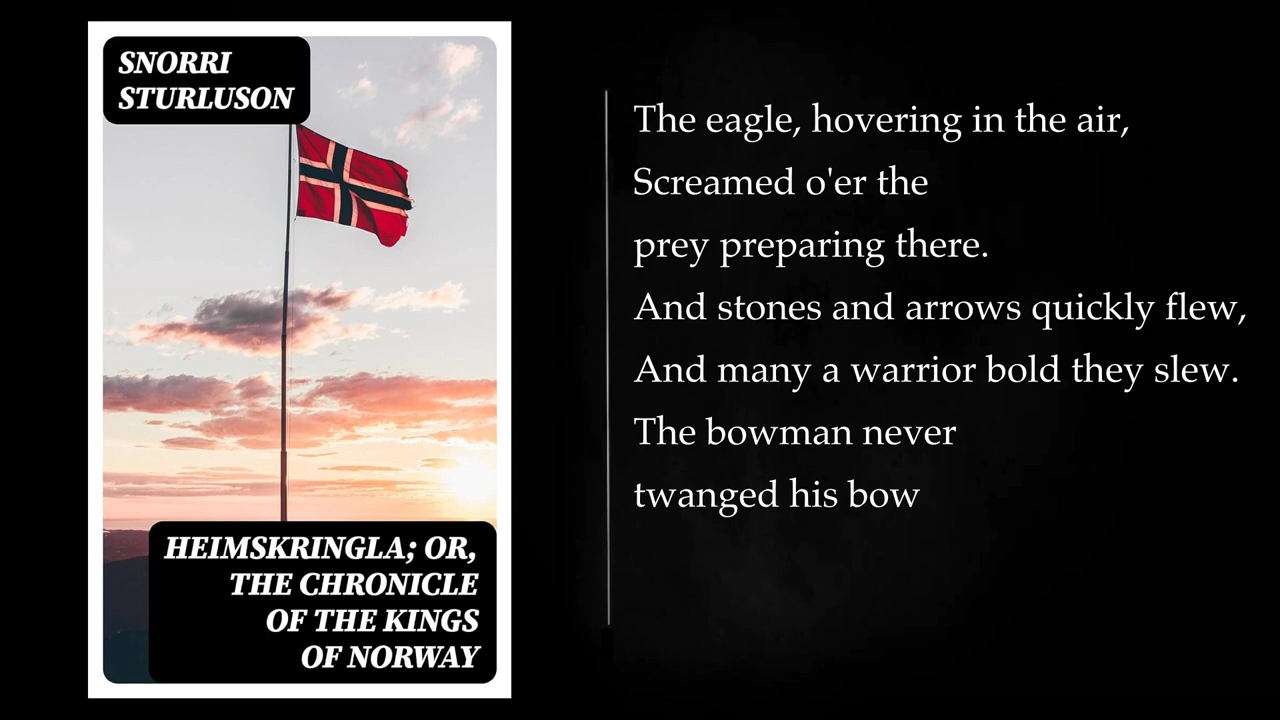 SNORRI
STURLUSON
HEIMSKRINGLA; OR,
THE CHRONICLE
OF THE KINGS
OF NORWAY
The eagle, hovering in the air,
Screamed o'er the
prey preparing there.
And stones and arrows quickly flew,
And many a warrior bold they slew.
The bowman never
twanged his bow